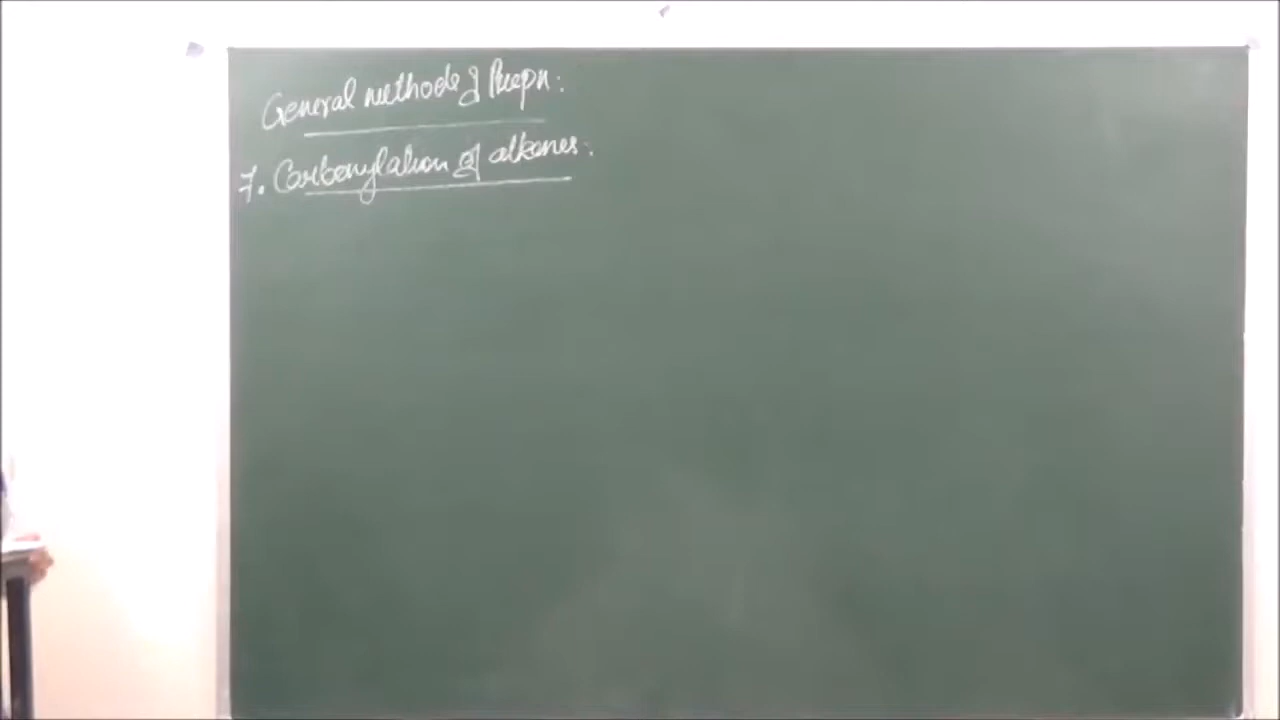 General methods of Prepn:
7. Carbonylation of alkenes: